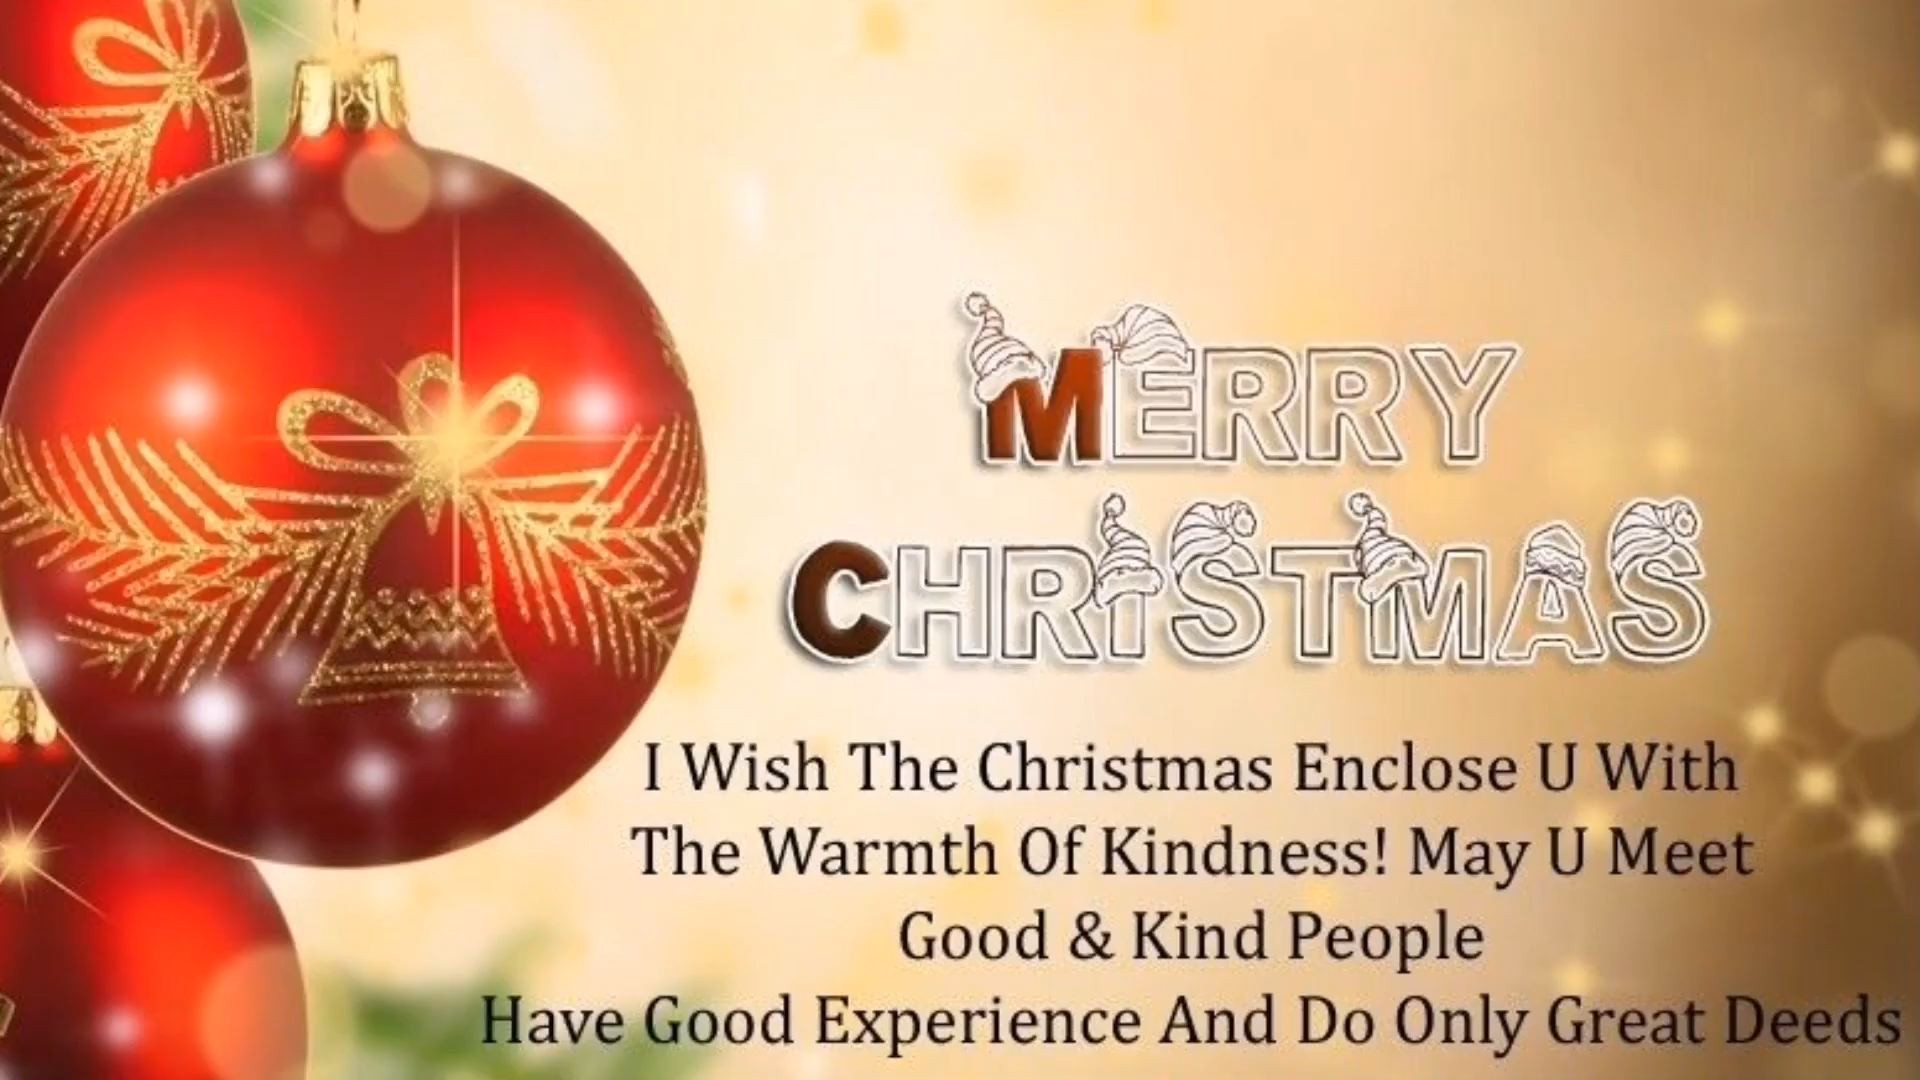 MERRY
CHRISTMAS
I Wish The Christmas Enclose U With
The Warmth Of Kindness! May U Meet
Good & Kind People
Have Good Experience And Do Only Great Deeds